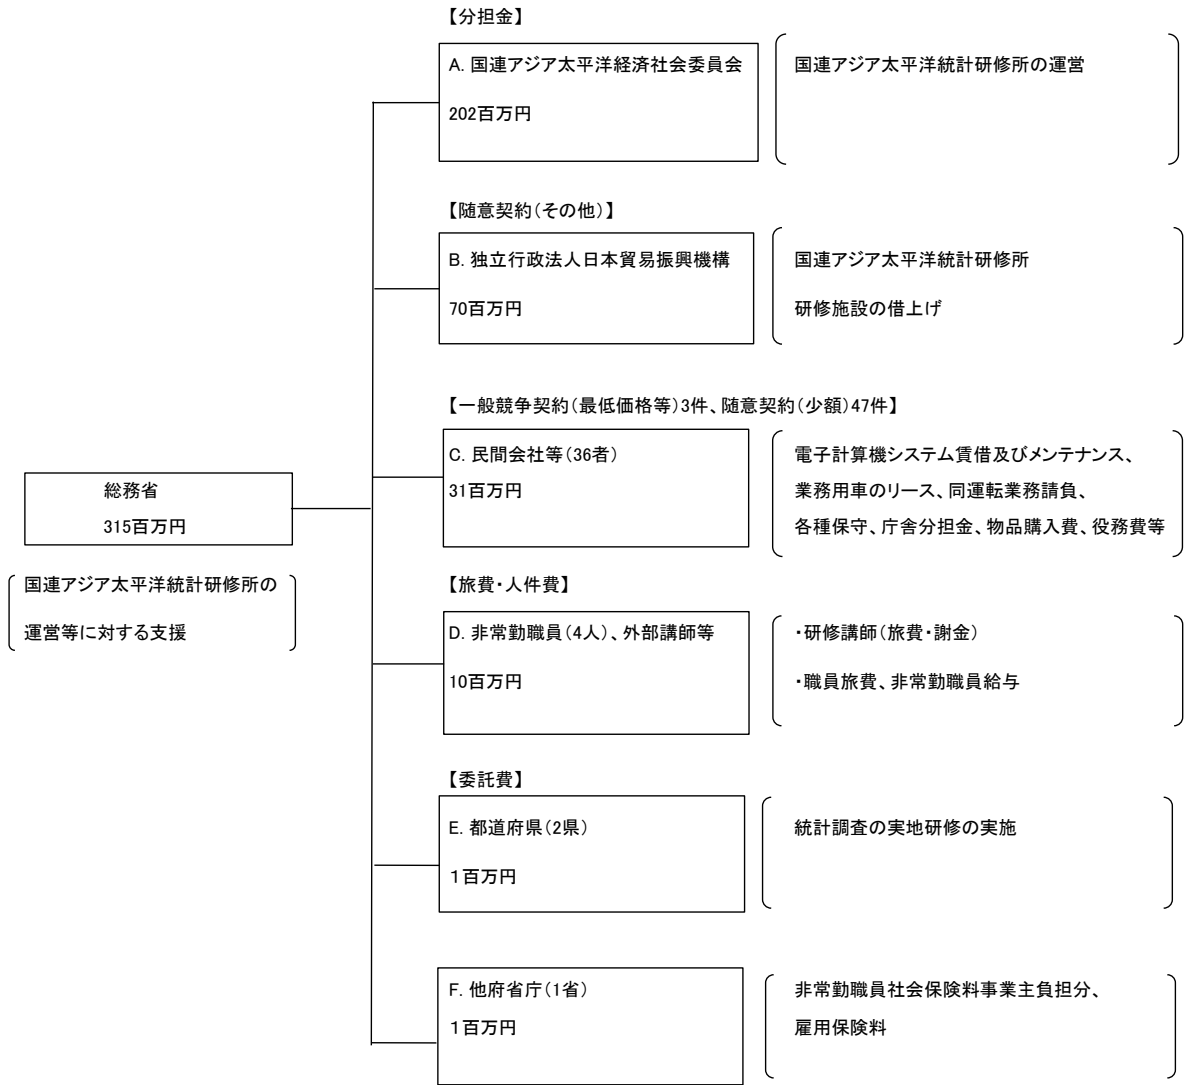 【分担金】
A. 国連アジア太平洋経済社会委員会
202百万円
国連アジア太平洋統計研修所の運営
【随意契約（その他）】
B. 独立行政法人日本貿易振興機構
70百万円
国連アジア太平洋統計研修所
研修施設の借上げ
【一般競争契約（最低価格等）3件、随意契約（少額）47件】
C. 民間会社等（36者）
31百万円
電子計算機システム賃借及びメンテナンス、
業務用車のリース、同運転業務請負、
各種保守、庁舎分担金、物品購入費、役務費等
総務省
315百万円
国連アジア太平洋統計研修所の
運営等に対する支援
【旅費・人件費】
D. 非常勤職員（4人）、外部講師等
10百万円
・研修講師（旅費・謝金）
・職員旅費、非常勤職員給与
【委託費】
E. 都道府県（2県）
１百万円
統計調査の実地研修の実施
F. 他府省庁（1省）
１百万円
非常勤職員社会保険料事業主負担分、
雇用保険料